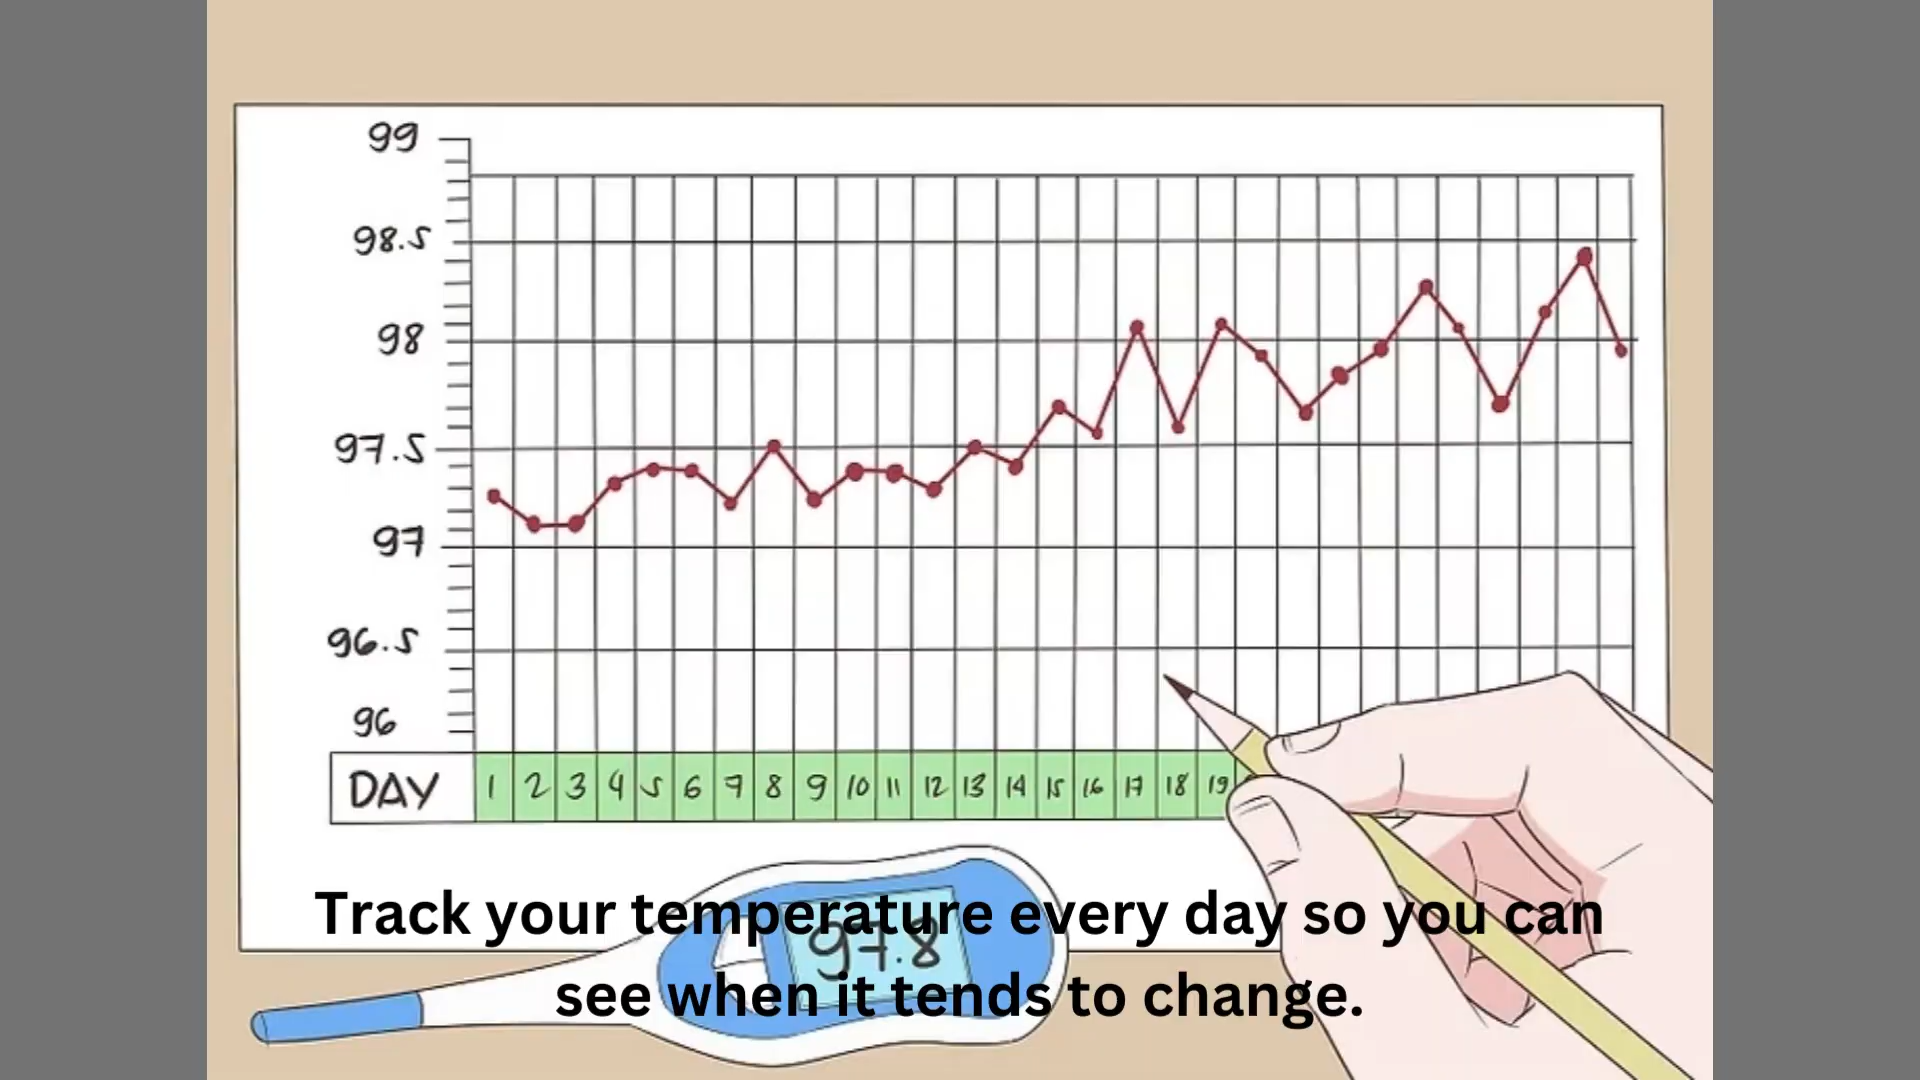 99
98.5
98
97.5
97
96.5
96
DAY 1 2 3 4 5 6 7 8 9 10 11 12 13 14 15 16 17 18 19
97.8
Track your temperature every day so you can
see when it tends to change.